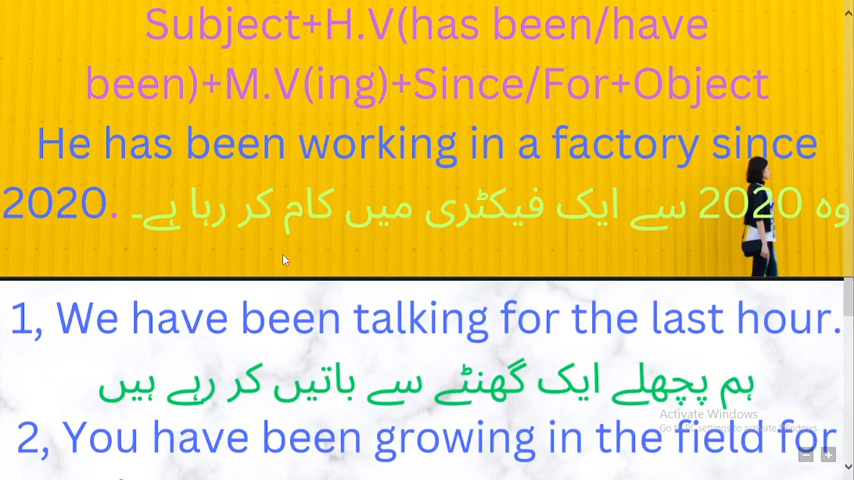 Subject+H.V(has been/have
been)+M.V(ing)+Since/For+Object
He has been working in a factory since
2020. وہ 2020 سے ایک فیکٹری میں کام کر رہا ہے۔
1, We have been talking for the last hour.
ہم پچھلے ایک گھنٹے سے باتیں کر رہے ہیں
Activate Windows
2, You have been growing in the field for